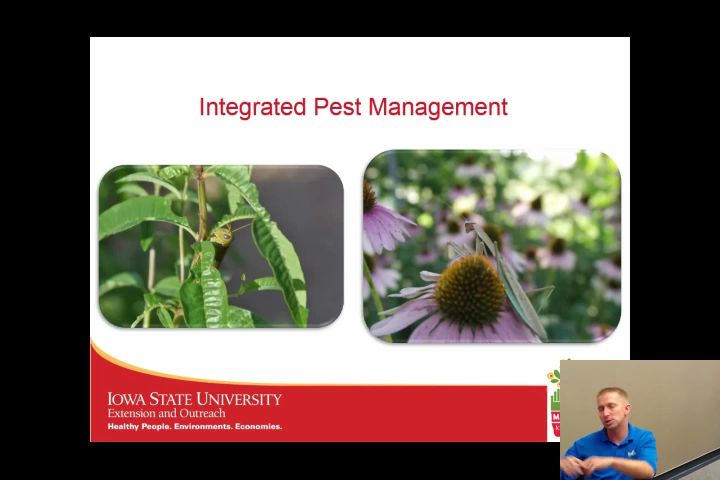 Integrated Pest Management
IOWA STATE UNIVERSITY
Extension and Outreach
Healthy People. Environments. Economies.